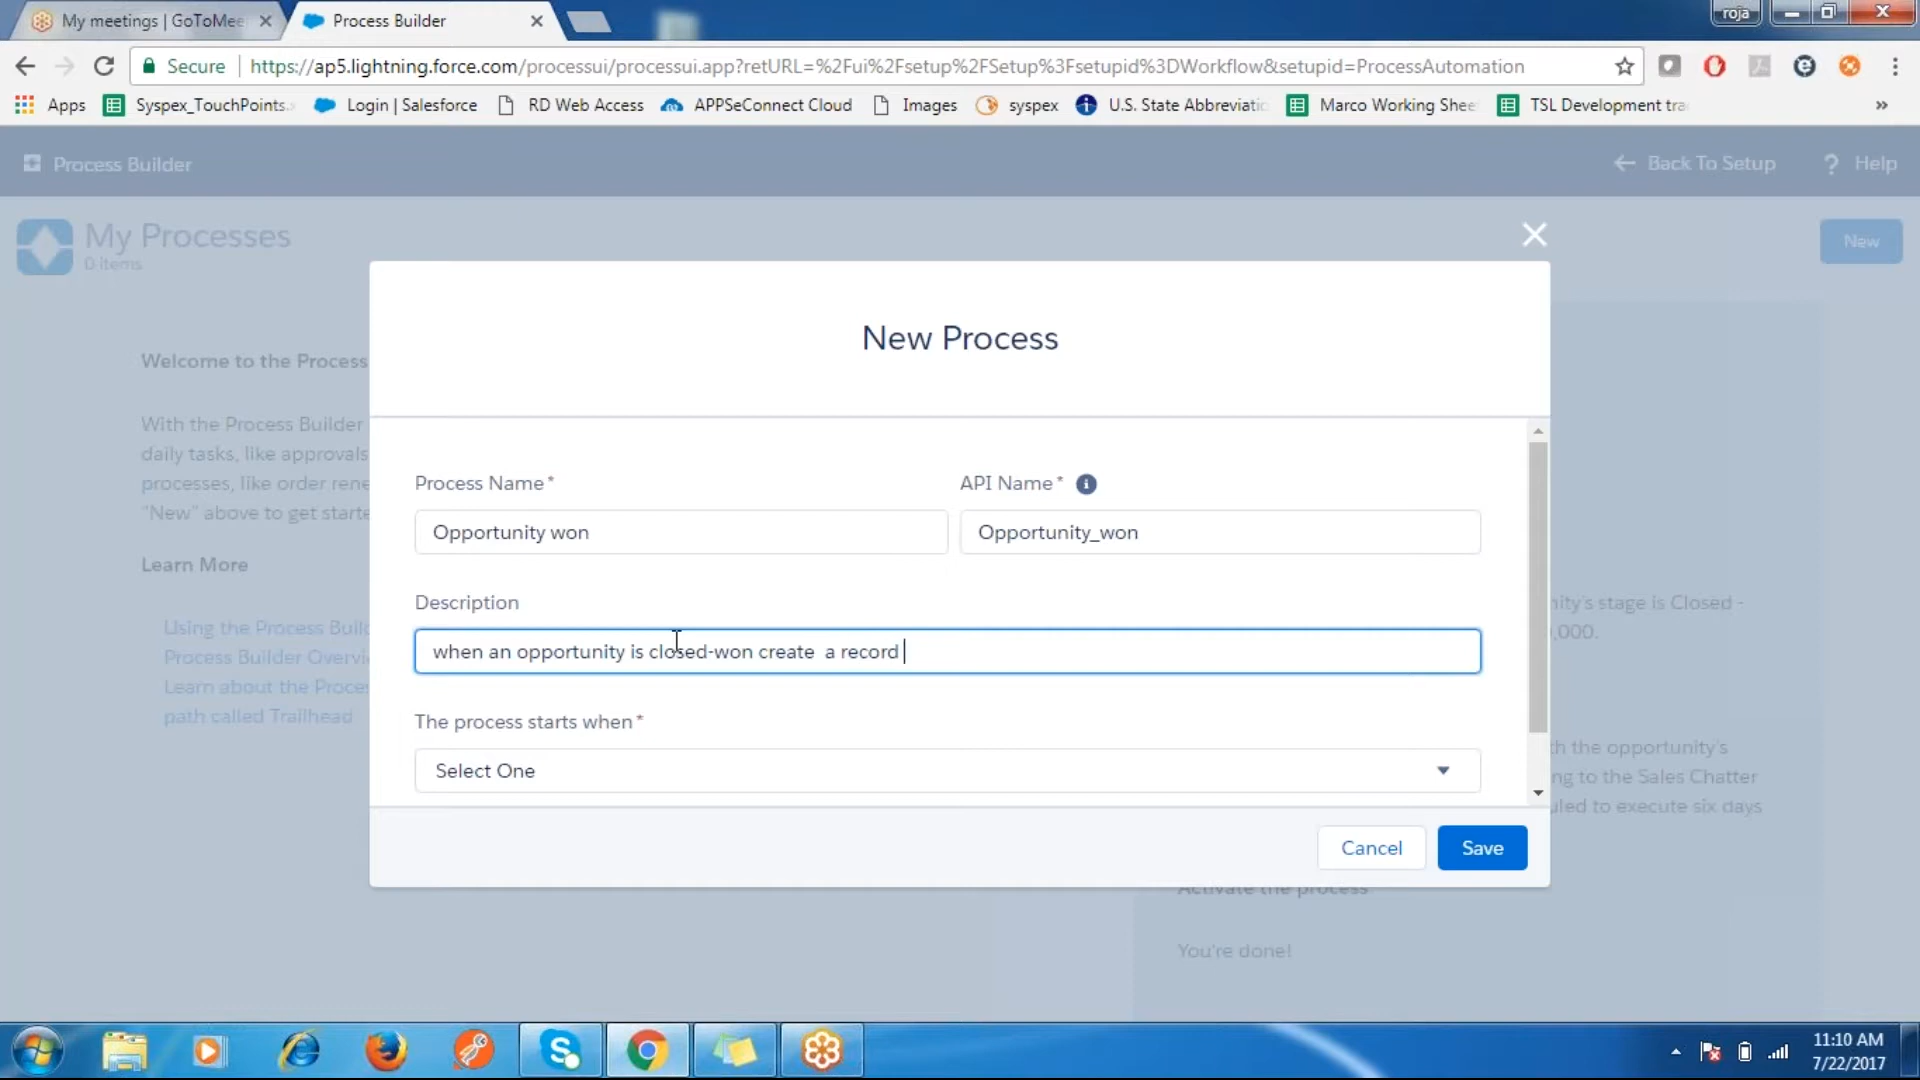 My meetings | GoToMee
Process Builder
roja
Secure
https://ap5.lightning.force.com/processui/processui.app?retURL=%2Fui%2Fsetup%2FSetup%3Fsetupid%3DWorkflow&setupid=ProcessAutomation
Apps
Syspex_TouchPoints.
Login | Salesforce
RD Web Access
APPSeConnect Cloud
Images
syspex
U.S. State Abbreviatio
Marco Working Shee
TSL Development tra
»
Process Builder
Back To Setup
? Help
My Processes
0 items
New
New Process
Welcome to the Process
With the Process Builder
daily tasks, like approvals
processes, like order rene
"New" above to get starte
Learn More
Using the Process Build
Process Builder Overvi
Learn about the Proces
path called Trailhead
Process Name*
API Name*
Opportunity won
Opportunity_won
Description
when an opportunity is closed-won create  a record
The process starts when*
Select One
Cancel
Save
ity's stage is Closed -
,000.
th the opportunity's
ng to the Sales Chatter
uled to execute six days
Activate the process
You're done!
11:10 AM
7/22/2017